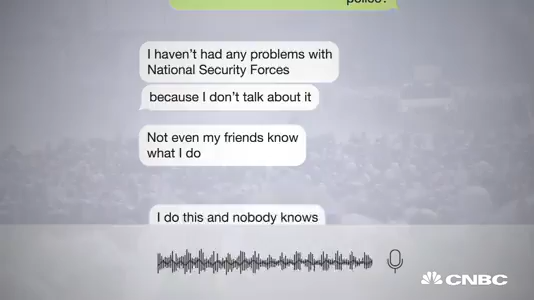 police?
I haven't had any problems with
National Security Forces
because I don't talk about it
Not even my friends know
what I do
I do this and nobody knows
CNBC